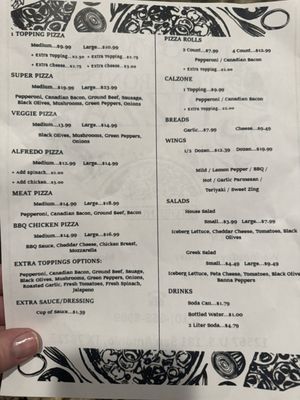 1 TOPPING PIZZA
Medium...$9.99 Large...$10.99
+ Extra Topping...$1.50 + Extra Topping...$1.75
+ Extra cheese...$2.75 + Extra Cheese...$3.00
SUPER PIZZA
Medium...$19.99 Large...$23.99
Pepperoni, Canadian Bacon, Ground Beef, Sausage,
Black Olives, Mushrooms, Green Peppers, Onions
VEGGIE PIZZA
Medium...13.99 Large...$14.99
Black Olives, Mushrooms, Green Peppers,
Onions
ALFREDO PIZZA
Medium...$12.99 Large...$14.99
+ Add spinach...$1.00
+ Add chicken...$3.00
MEAT PIZZA
Medium...$14.99 Large...$18.99
Pepperoni, Canadian Bacon, Ground Beef, Bacon
BBQ CHICKEN PIZZA
Medium...$14.99 Large...$16.99
BBQ Sauce, Cheddar Cheese, Chicken Breast,
Mozzarella
EXTRA TOPPINGS OPTIONS:
Pepperoni, Canadian Bacon, Ground Beef, Sausage,
Black Olives, Mushrooms, Green Peppers, Onions,
Roasted Garlic, Fresh Tomatoes, Fresh Spinach,
Jalapeno
EXTRA SAUCE/DRESSING
Cup of Sauce...$1.39
PIZZA ROLLS
2 Count...$7.99 4 Count...$12.99
Pepperoni / Canadian Bacon
+ Extra topping...$1.00
CALZONE
1 Topping...$9.99
Pepperoni / Canadian Bacon
+ Extra topping...$1.00
BREADS
Garlic...$7.99 Cheese...$9.49
WINGS
1/2 Dozen...$12.39 Dozen...$19.99
Mild / Lemon Pepper / BBQ /
Hot / Garlic Parmesan /
Teriyaki / Sweet Zing
SALADS
House Salad
Small...$3.99 Large...$7.99
Iceberg Lettuce, Cheddar Cheese, Tomatoes, Black
Olives
Greek Salad
Small...$4.49 Large...$9.49
Iceberg Lettuce, Feta Cheese, Tomatoes, Black Olives
Banna Peppers
DRINKS
Soda Can...$1.79
Bottled Water...$1.00
2 Liter Soda...$4.79